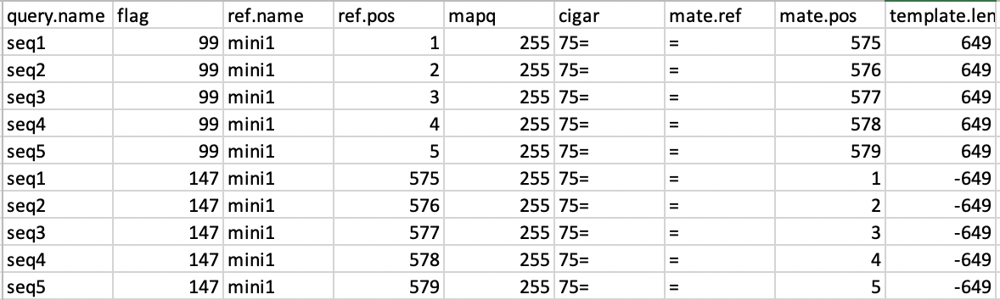 query.name flag ref.name ref.pos mapq cigar mate.ref mate.pos template.len
seq1 99 mini1 1 255 75= = 575 649
seq2 99 mini1 2 255 75= = 576 649
seq3 99 mini1 3 255 75= = 577 649
seq4 99 mini1 4 255 75= = 578 649
seq5 99 mini1 5 255 75= = 579 649
seq1 147 mini1 575 255 75= = 1 -649
seq2 147 mini1 576 255 75= = 2 -649
seq3 147 mini1 577 255 75= = 3 -649
seq4 147 mini1 578 255 75= = 4 -649
seq5 147 mini1 579 255 75= = 5 -649